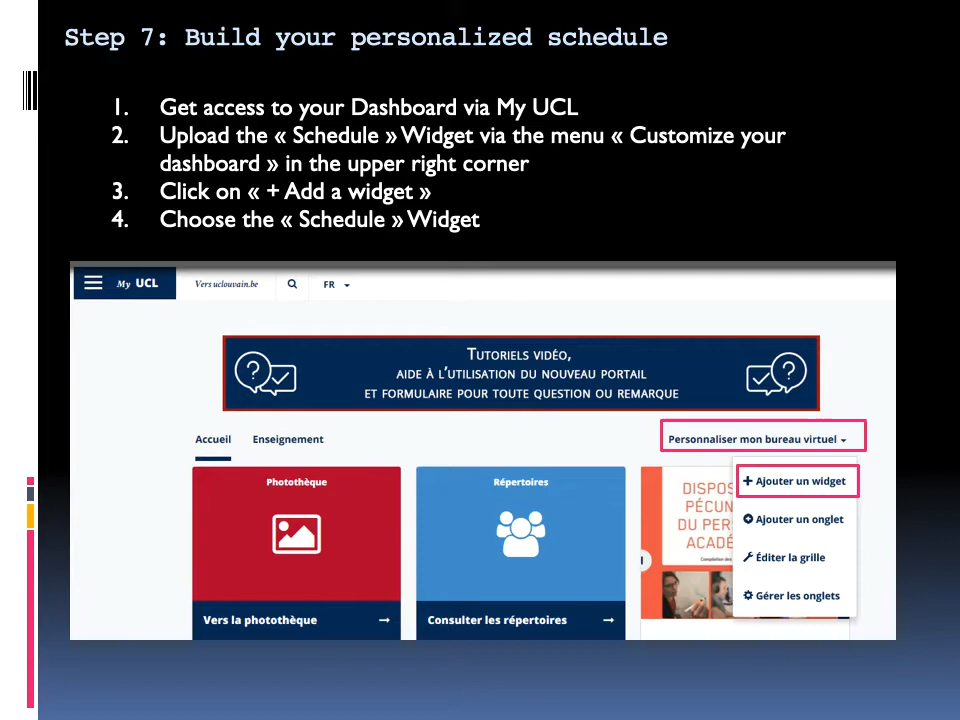 Step 7: Build your personalized schedule
1. Get access to your Dashboard via My UCL
2. Upload the « Schedule » Widget via the menu « Customize your
dashboard » in the upper right corner
3. Click on « + Add a widget »
4. Choose the « Schedule » Widget
My UCL Vers uclouvain.be FR
TUTORIELS VIDÉO,
AIDE À L'UTILISATION DU NOUVEAU PORTAIL
ET FORMULAIRE POUR TOUTE QUESTION OU REMARQUE
Accueil Enseignement Personnaliser mon bureau virtuel
Photothèque Répertoires
+ Ajouter un widget
Ajouter un onglet
Éditer la grille
Gérer les onglets
DISPOS
PÉCUN
DU PER
ACADÉ
Vers la photothèque → Consulter les répertoires →